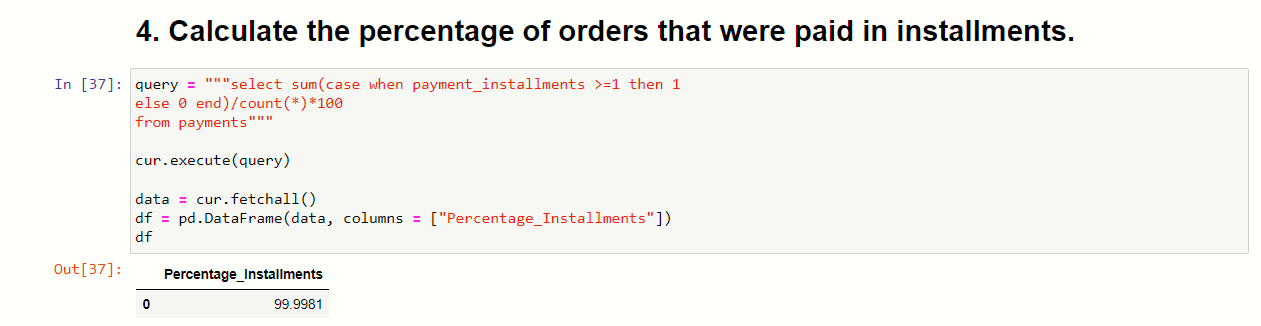 4. Calculate the percentage of orders that were paid in installments.
In [37]: query = """select sum(case when payment_installments >=1 then 1
else 0 end)/count(*)*100
from payments"""
cur.execute(query)
data = cur.fetchall()
df = pd.DataFrame(data, columns = ["Percentage_Installments"])
df
Out[37]:
Percentage_Installments
0 99.9981